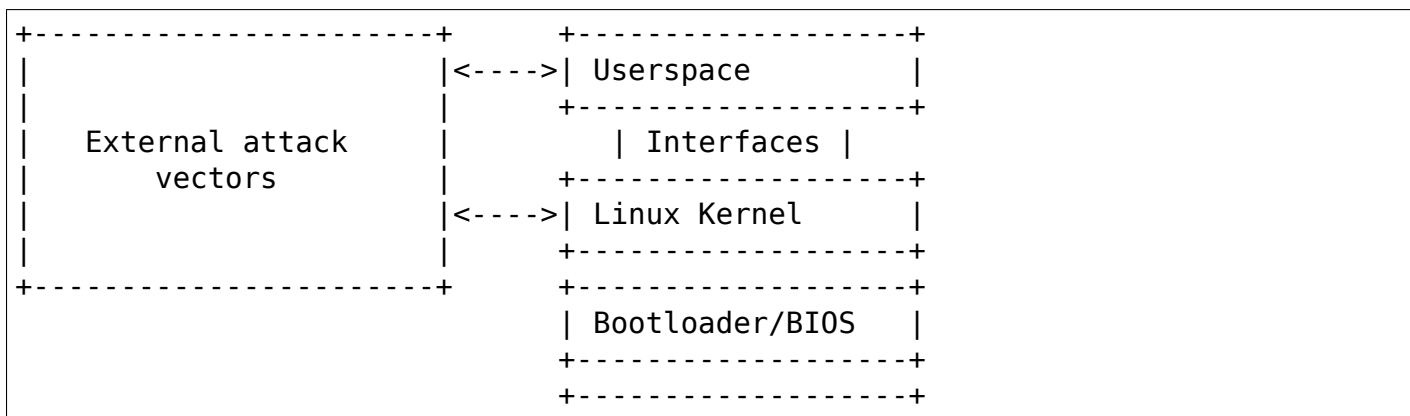 +-----------------------+      +-------------------+
|                       |<---->| Userspace         |
|                       |      +-------------------+
|   External attack     |         | Interfaces |
|       vectors         |      +-------------------+
|                       |<---->| Linux Kernel      |
|                       |      +-------------------+
+-----------------------+      +-------------------+
                               | Bootloader/BIOS   |
                               +-------------------+
                               +-------------------+